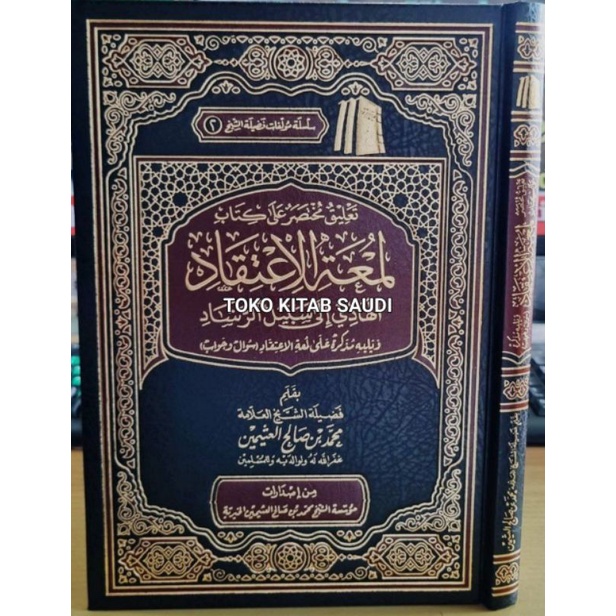 سلسلة مؤلفات فضيلة الشيخ ٢
تعليق مختصر على كتاب
لمعة الاعتقاد
TOKO KITAB SAUDI
الهادي إلى سبيل الرشاد
ويليه مذكرة على لمعة الاعتقاد (سؤال وجواب)
بقلم
فضيلة الشيخ العلامة
محمد بن صالح العثيمين
غفر الله له ولوالديه وللمسلمين
من إصدارات
مؤسسة الشيخ محمد بن صالح العثيمين الخيرية